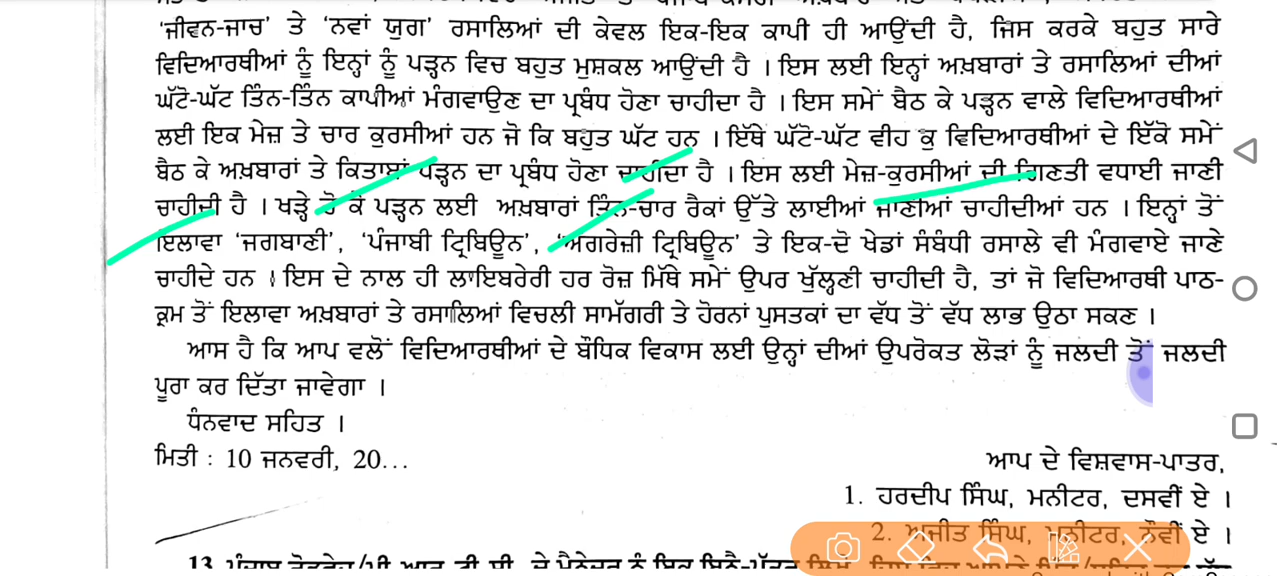 'ਜੀਵਨ-ਜਾਚ' ਤੇ 'ਨਵਾਂ ਯੁਗ' ਰਸਾਲਿਆਂ ਦੀ ਕੇਵਲ ਇਕ-ਇਕ ਕਾਪੀ ਹੀ ਆਉਂਦੀ ਹੈ, ਜਿਸ ਕਰਕੇ ਬਹੁਤ ਸਾਰੇ
ਵਿਦਿਆਰਥੀਆਂ ਨੂੰ ਇਨ੍ਹਾਂ ਨੂੰ ਪੜ੍ਹਨ ਵਿਚ ਬਹੁਤ ਮੁਸ਼ਕਲ ਆਉਂਦੀ ਹੈ । ਇਸ ਲਈ ਇਨ੍ਹਾਂ ਅਖ਼ਬਾਰਾਂ ਤੇ ਰਸਾਲਿਆਂ ਦੀਆਂ
ਘੱਟੋ-ਘੱਟ ਤਿੰਨ-ਤਿੰਨ ਕਾਪੀਆਂ ਮੰਗਵਾਉਣ ਦਾ ਪ੍ਰਬੰਧ ਹੋਣਾ ਚਾਹੀਦਾ ਹੈ । ਇਸ ਸਮੇਂ ਬੈਠ ਕੇ ਪੜ੍ਹਨ ਵਾਲੇ ਵਿਦਿਆਰਥੀਆਂ
ਲਈ ਇਕ ਮੇਜ਼ ਤੇ ਚਾਰ ਕੁਰਸੀਆਂ ਹਨ ਜੋ ਕਿ ਬਹੁਤ ਘੱਟ ਹਨ । ਇੱਥੇ ਘੱਟੋ-ਘੱਟ ਵੀਹ ਕੁ ਵਿਦਿਆਰਥੀਆਂ ਦੇ ਇੱਕੋ ਸਮੇਂ
ਬੈਠ ਕੇ ਅਖ਼ਬਾਰਾਂ ਤੇ ਕਿਤਾਬਾਂ ਪੜ੍ਹਨ ਦਾ ਪ੍ਰਬੰਧ ਹੋਣਾ ਚਾਹੀਦਾ ਹੈ । ਇਸ ਲਈ ਮੇਜ਼-ਕੁਰਸੀਆਂ ਦੀ ਗਿਣਤੀ ਵਧਾਈ ਜਾਣੀ
ਚਾਹੀਦੀ ਹੈ । ਖੜ੍ਹੇ ਹੋ ਕੇ ਪੜ੍ਹਨ ਲਈ ਅਖ਼ਬਾਰਾਂ ਤਿੰਨ-ਚਾਰ ਰੈਕਾਂ ਉੱਤੇ ਲਾਈਆਂ ਜਾਣੀਆਂ ਚਾਹੀਦੀਆਂ ਹਨ । ਇਨ੍ਹਾਂ ਤੋਂ
ਇਲਾਵਾ 'ਜਗਬਾਣੀ', 'ਪੰਜਾਬੀ ਟ੍ਰਿਬਿਊਨ', 'ਅੰਗਰੇਜ਼ੀ ਟ੍ਰਿਬਿਊਨ' ਤੇ ਇਕ-ਦੋ ਖੇਡਾਂ ਸੰਬੰਧੀ ਰਸਾਲੇ ਵੀ ਮੰਗਵਾਏ ਜਾਣੇ
ਚਾਹੀਦੇ ਹਨ । ਇਸ ਦੇ ਨਾਲ ਹੀ ਲਾਇਬਰੇਰੀ ਹਰ ਰੋਜ਼ ਮਿੱਥੇ ਸਮੇਂ ਉਪਰ ਖੁੱਲ੍ਹਣੀ ਚਾਹੀਦੀ ਹੈ, ਤਾਂ ਜੋ ਵਿਦਿਆਰਥੀ ਪਾਠ-
ਕ੍ਰਮ ਤੋਂ ਇਲਾਵਾ ਅਖ਼ਬਾਰਾਂ ਤੇ ਰਸਾਲਿਆਂ ਵਿਚਲੀ ਸਾਮੱਗਰੀ ਤੇ ਹੋਰਨਾਂ ਪੁਸਤਕਾਂ ਦਾ ਵੱਧ ਤੋਂ ਵੱਧ ਲਾਭ ਉਠਾ ਸਕਣ ।
ਆਸ ਹੈ ਕਿ ਆਪ ਵਲੋਂ ਵਿਦਿਆਰਥੀਆਂ ਦੇ ਬੌਧਿਕ ਵਿਕਾਸ ਲਈ ਉਨ੍ਹਾਂ ਦੀਆਂ ਉਪਰੋਕਤ ਲੋੜਾਂ ਨੂੰ ਜਲਦੀ ਤੋਂ ਜਲਦੀ
ਪੂਰਾ ਕਰ ਦਿੱਤਾ ਜਾਵੇਗਾ ।
ਧੰਨਵਾਦ ਸਹਿਤ ।
ਮਿਤੀ : 10 ਜਨਵਰੀ, 20...
ਆਪ ਦੇ ਵਿਸ਼ਵਾਸ-ਪਾਤਰ,
1. ਹਰਦੀਪ ਸਿੰਘ, ਮਨੀਟਰ, ਦਸਵੀਂ ਏ ।
2. ਅਜੀਤ ਸਿੰਘ, ਮਨੀਟਰ, ਨੌਵੀਂ ਏ ।
13